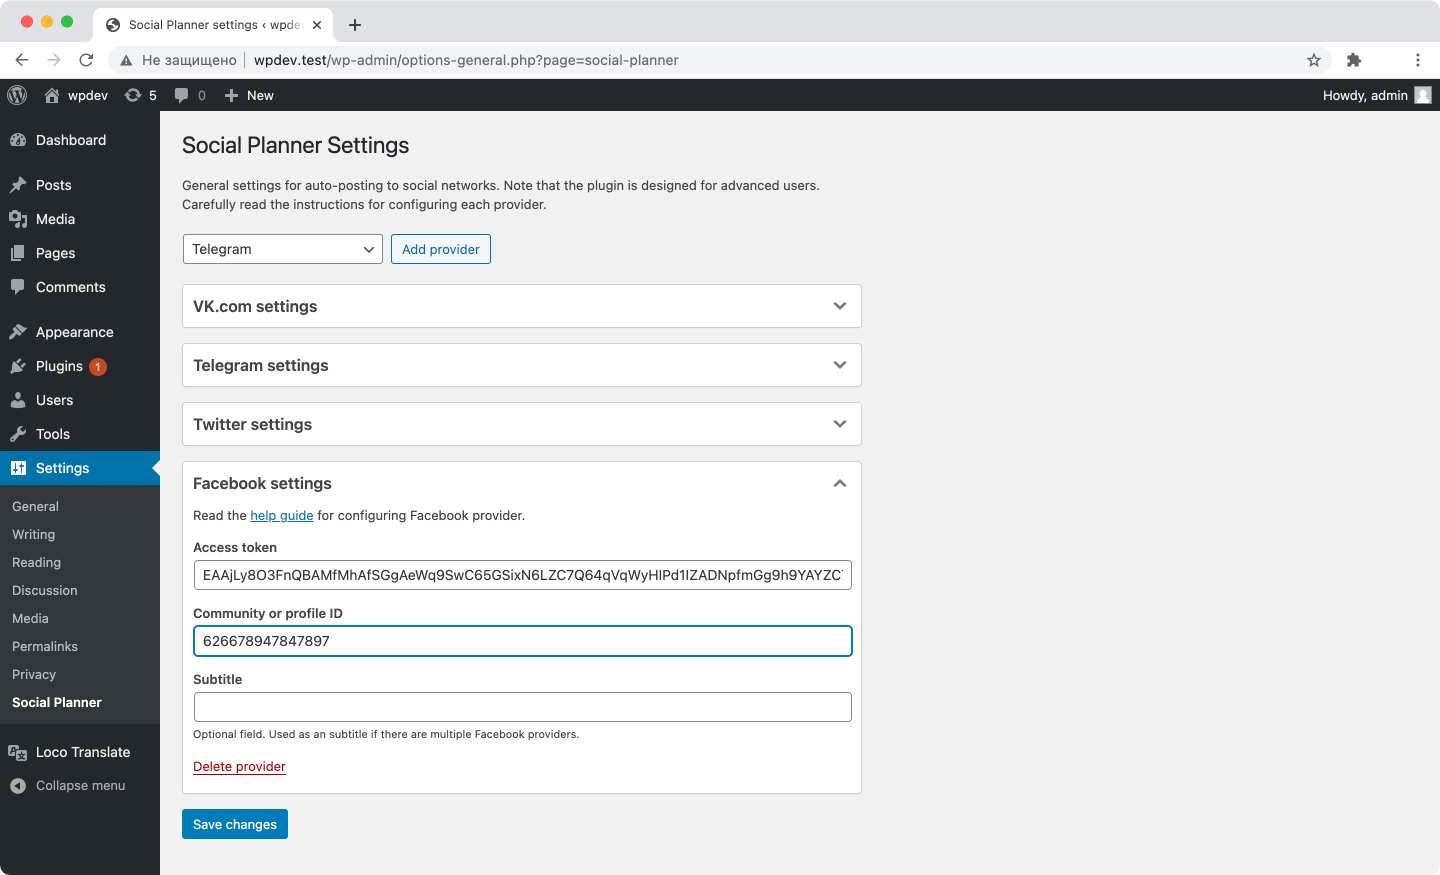 Social Planner settings ‹ wpde
Не защищено
wpdev.test/wp-admin/options-general.php?page=social-planner
wpdev
5
0
New
Howdy, admin
Dashboard
Posts
Media
Pages
Comments
Appearance
Plugins 1
Users
Tools
Settings
General
Writing
Reading
Discussion
Media
Permalinks
Privacy
Social Planner
Loco Translate
Collapse menu
Social Planner Settings
General settings for auto-posting to social networks. Note that the plugin is designed for advanced users.
Carefully read the instructions for configuring each provider.
Telegram
Add provider
VK.com settings
Telegram settings
Twitter settings
Facebook settings
Read the help guide for configuring Facebook provider.
Access token
EAAjLy8O3FnQBAMfMhAfSGgAeWq9SwC65GSixN6LZC7Q64qVqWyHIPd1IZADNpfmGg9h9YAYZC
Community or profile ID
626678947847897
Subtitle
Optional field. Used as an subtitle if there are multiple Facebook providers.
Delete provider
Save changes